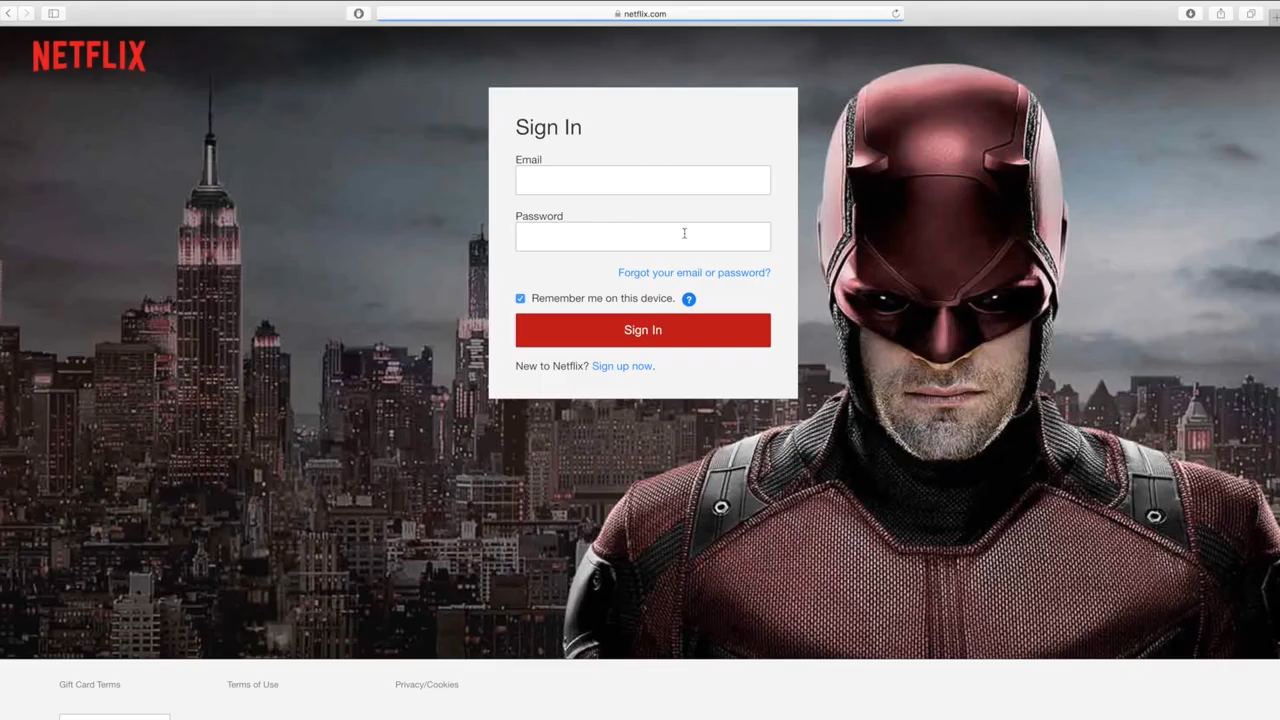 netflix.com
NETFLIX
Sign In
Email
Password
Forgot your email or password?
Remember me on this device. ?
Sign In
New to Netflix? Sign up now.
Gift Card Terms
Terms of Use
Privacy/Cookies